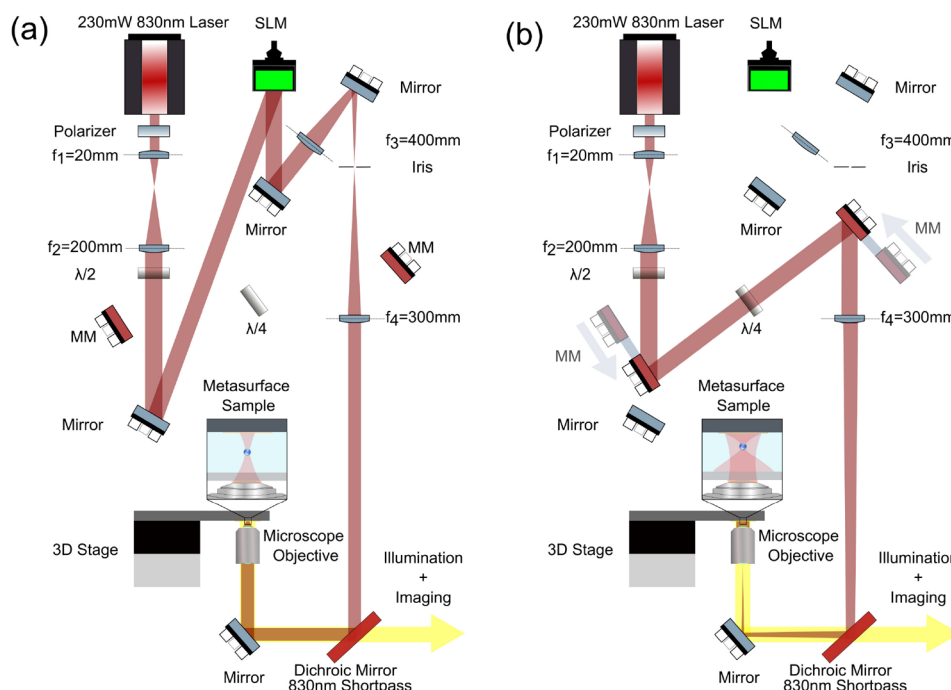 (a)
230mW 830nm Laser
SLM
Mirror
Polarizer
f1=20mm
f3=400mm
Iris
Mirror
f2=200mm
λ/2
MM
MM
λ/4
f4=300mm
Mirror
Metasurface
Sample
3D Stage
Microscope
Objective
Illumination
+
Imaging
Mirror
Dichroic Mirror
830nm Shortpass
(b)
230mW 830nm Laser
SLM
Mirror
Polarizer
f1=20mm
f3=400mm
Iris
Mirror
MM
f2=200mm
λ/2
λ/4
f4=300mm
MM
Mirror
Metasurface
Sample
3D Stage
Microscope
Objective
Illumination
+
Imaging
Mirror
Dichroic Mirror
830nm Shortpass